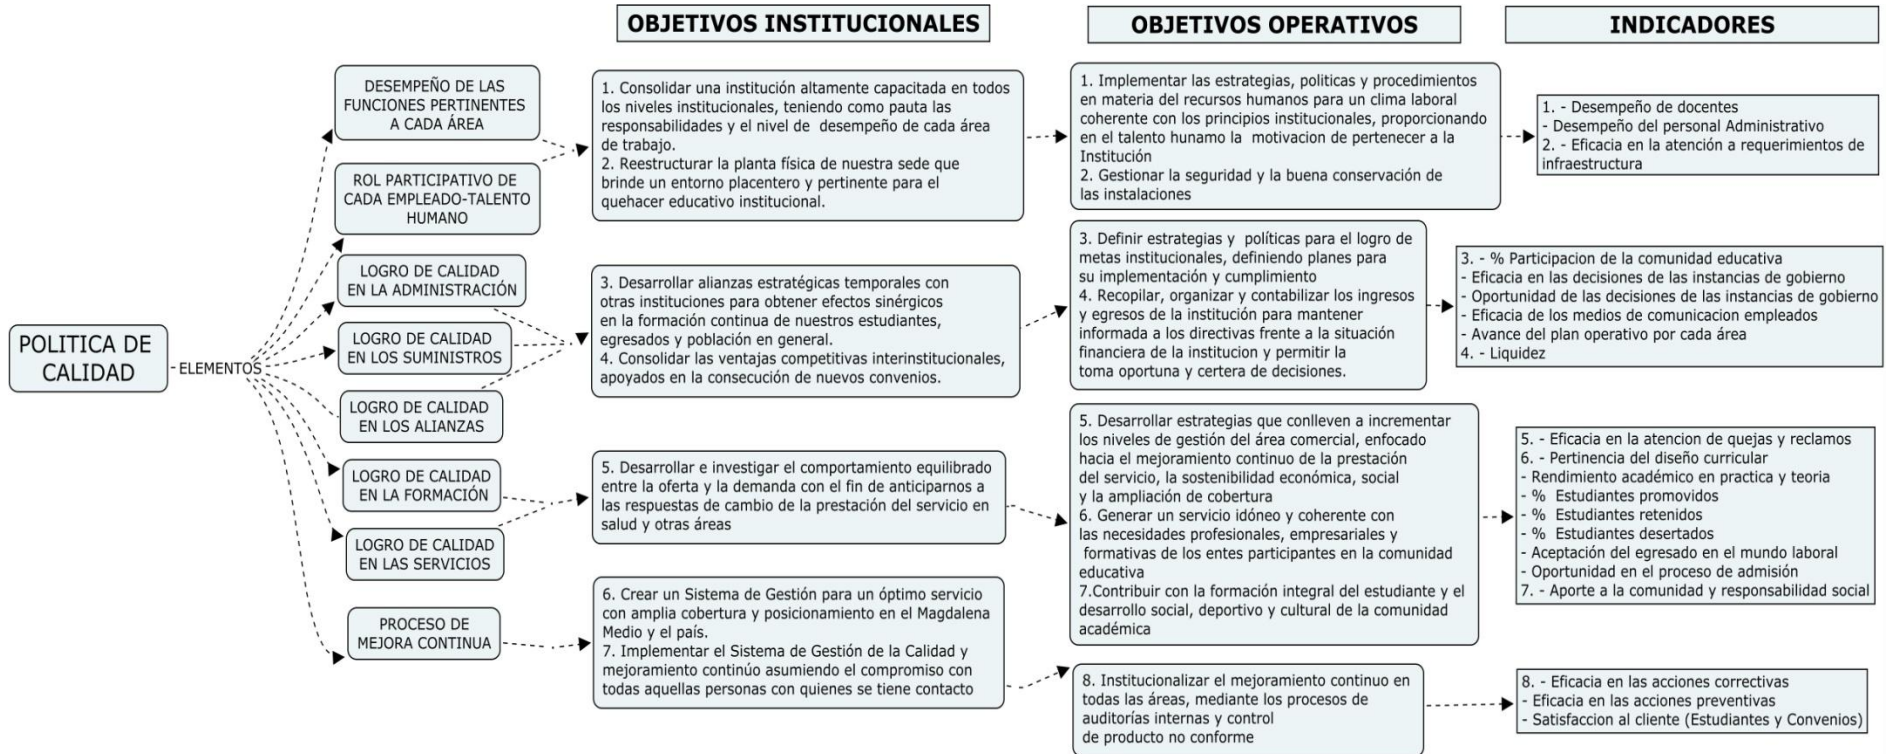 OBJETIVOS INSTITUCIONALES
OBJETIVOS OPERATIVOS
INDICADORES
POLITICA DE
CALIDAD
ELEMENTOS
DESEMPEÑO DE LAS
FUNCIONES PERTINENTES
A CADA ÁREA
ROL PARTICIPATIVO DE
CADA EMPLEADO-TALENTO
HUMANO
LOGRO DE CALIDAD
EN LA ADMINISTRACIÓN
LOGRO DE CALIDAD
EN LOS SUMINISTROS
LOGRO DE CALIDAD
EN LOS ALIANZAS
LOGRO DE CALIDAD
EN LA FORMACIÓN
LOGRO DE CALIDAD
EN LAS SERVICIOS
PROCESO DE
MEJORA CONTINUA
1. Consolidar una institución altamente capacitada en todos
los niveles institucionales, teniendo como pauta las
responsabilidades y el nivel de desempeño de cada área
de trabajo.
2. Reestructurar la planta física de nuestra sede que
brinde un entorno placentero y pertinente para el
quehacer educativo institucional.
3. Desarrollar alianzas estratégicas temporales con
otras instituciones para obtener efectos sinérgicos
en la formación continua de nuestros estudiantes,
egresados y población en general.
4. Consolidar las ventajas competitivas interinstitucionales,
apoyados en la consecución de nuevos convenios.
5. Desarrollar e investigar el comportamiento equilibrado
entre la oferta y la demanda con el fin de anticiparnos a
las respuestas de cambio de la prestación del servicio en
salud y otras áreas
6. Crear un Sistema de Gestión para un óptimo servicio
con amplia cobertura y posicionamiento en el Magdalena
Medio y el país.
7. Implementar el Sistema de Gestión de la Calidad y
mejoramiento continúo asumiendo el compromiso con
todas aquellas personas con quienes se tiene contacto
1. Implementar las estrategias, politicas y procedimientos
en materia del recursos humanos para un clima laboral
coherente con los principios institucionales, proporcionando
en el talento hunamo la motivacion de pertenecer a la
Institución
2. Gestionar la seguridad y la buena conservación de
las instalaciones
3. Definir estrategias y políticas para el logro de
metas institucionales, definiendo planes para
su implementación y cumplimiento
4. Recopilar, organizar y contabilizar los ingresos
y egresos de la institución para mantener
informada a los directivas frente a la situación
financiera de la institucion y permitir la
toma oportuna y certera de decisiones.
5. Desarrollar estrategias que conlleven a incrementar
los niveles de gestión del área comercial, enfocado
hacia el mejoramiento continuo de la prestación
del servicio, la sostenibilidad económica, social
y la ampliación de cobertura
6. Generar un servicio idóneo y coherente con
las necesidades profesionales, empresariales y
formativas de los entes participantes en la comunidad
educativa
7.Contribuir con la formación integral del estudiante y el
desarrollo social, deportivo y cultural de la comunidad
académica
8. Institucionalizar el mejoramiento continuo en
todas las áreas, mediante los procesos de
auditorías internas y control
de producto no conforme
1. - Desempeño de docentes
- Desempeño del personal Administrativo
2. - Eficacia en la atención a requerimientos de
infraestructura
3. - % Participacion de la comunidad educativa
- Eficacia en las decisiones de las instancias de gobierno
- Oportunidad de las decisiones de las instancias de gobierno
- Eficacia de los medios de comunicacion empleados
- Avance del plan operativo por cada área
4. - Liquidez
5. - Eficacia en la atencion de quejas y reclamos
6. - Pertinencia del diseño curricular
- Rendimiento académico en practica y teoria
- % Estudiantes promovidos
- % Estudiantes retenidos
- % Estudiantes desertados
- Aceptación del egresado en el mundo laboral
- Oportunidad en el proceso de admisión
7. - Aporte a la comunidad y responsabilidad social
8. - Eficacia en las acciones correctivas
- Eficacia en las acciones preventivas
- Satisfaccion al cliente (Estudiantes y Convenios)